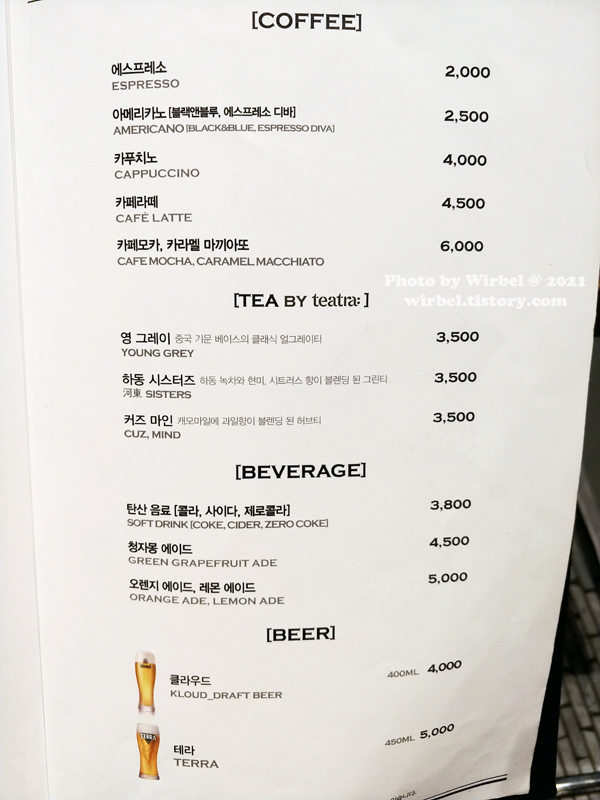 [COFFEE]
에스프레소 2,000
ESPRESSO
아메리카노 [블랙앤블루, 에스프레소 디바] 2,500
AMERICANO [BLACK&BLUE, ESPRESSO DIVA]
카푸치노 4,000
CAPPUCCINO
카페라떼 4,500
CAFÉ LATTE
카페모카, 카라멜 마끼아또 6,000
CAFE MOCHA, CARAMEL MACCHIATO
Photo by Wirbel @ 2021
wirbel.tistory.com
[TEA BY teatra:]
영 그레이 중국 기문 베이스의 클래식 얼그레이티 3,500
YOUNG GREY
하동 시스터즈 하동 녹차와 현미, 시트러스 향이 블렌딩 된 그린티 3,500
河東 SISTERS
커즈 마인 캐모마일에 과일향이 블렌딩 된 허브티 3,500
CUZ, MIND
[BEVERAGE]
탄산 음료 [콜라, 사이다, 제로콜라] 3,800
SOFT DRINK [COKE, CIDER, ZERO COKE]
청자몽 에이드 4,500
GREEN GRAPEFRUIT ADE
오렌지 에이드, 레몬 에이드 5,000
ORANGE ADE, LEMON ADE
[BEER]
클라우드 400ML 4,000
KLOUD_DRAFT BEER
TERRA
테라 450ML 5,000
TERRA